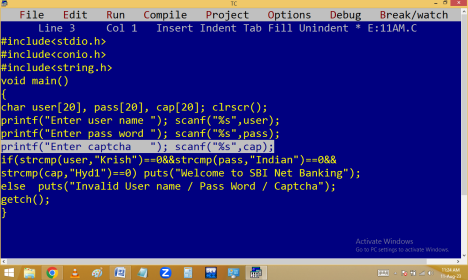 TC
File Edit Run Compile Project Options Debug Break/watch
Line 3 Col 1 Insert Indent Tab Fill Unindent * E:11AM.C
#include<stdio.h>
#include<conio.h>
#include<string.h>
void main()
{
char user[20], pass[20], cap[20]; clrscr();
printf("Enter user name "); scanf("%s",user);
printf("Enter pass word "); scanf("%s",pass);
printf("Enter captcha   "); scanf("%s",cap);
if(strcmp(user,"Krish")==0&&strcmp(pass,"Indian")==0&&
strcmp(cap,"Hyd1")==0) puts("Welcome to SBI Net Banking");
else  puts("Invalid User name / Pass Word / Captcha");
getch();
}
Activate Windows
Go to PC settings to activate Windows.